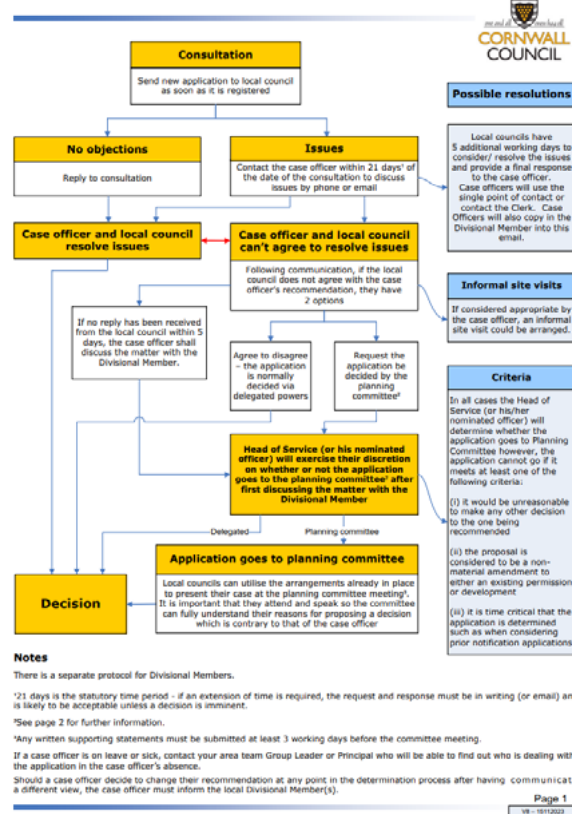 one and all
CORNWALL
COUNCIL
Consultation
Send new application to local council
as soon as it is registered
No objections
Reply to consultation
Issues
Contact the case officer within 21 days¹ of
the date of the consultation to discuss
issues by phone or email
Case officer and local council
resolve issues
Case officer and local council
can't agree to resolve issues
Following communication, if the local
council does not agree with the case
officer's recommendation, they have
2 options
If no reply has been received
from the local council within 5
days, the case officer shall
discuss the matter with the
Divisional Member.
Agree to disagree
– the application
is normally
decided via
delegated powers
Request the
application be
decided by the
planning
committee²
Head of Service (or his nominated
officer) will exercise their discretion
on whether or not the application
goes to the planning committee² after
first discussing the matter with the
Divisional Member
Delegated
Planning committee
Application goes to planning committee
Local councils can utilise the arrangements already in place
to present their case at the planning committee meeting³.
It is important that they attend and speak so the committee
can fully understand their reasons for proposing a decision
which is contrary to that of the case officer
Decision
Possible resolutions
Local councils have
5 additional working days to
consider/ resolve the issues
and provide a final response
to the case officer.
Case officers will use the
single point of contact or
contact the Clerk. Case
Officers will also copy in the
Divisional Member into this
email.
Informal site visits
If considered appropriate by
the case officer, an informal
site visit could be arranged.
Criteria
In all cases the Head of
Service (or his/her
nominated officer) will
determine whether the
application goes to Planning
Committee however, the
application cannot go if it
meets at least one of the
following criteria:
(i) it would be unreasonable
to make any other decision
to the one being
recommended
(ii) the proposal is
considered to be a non-
material amendment to
either an existing permission
or development
(iii) it is time critical that the
application is determined
such as when considering
prior notification applications
Notes
There is a separate protocol for Divisional Members.
¹21 days is the statutory time period - if an extension of time is required, the request and response must be in writing (or email) an
is likely to be acceptable unless a decision is imminent.
²See page 2 for further information.
³Any written supporting statements must be submitted at least 3 working days before the committee meeting.
If a case officer is on leave or sick, contact your area team Group Leader or Principal who will be able to find out who is dealing with
the application in the case officer's absence.
Should a case officer decide to change their recommendation at any point in the determination process after having communicat
a different view, the case officer must inform the local Divisional Member(s).
Page 1
V8 – 15112023